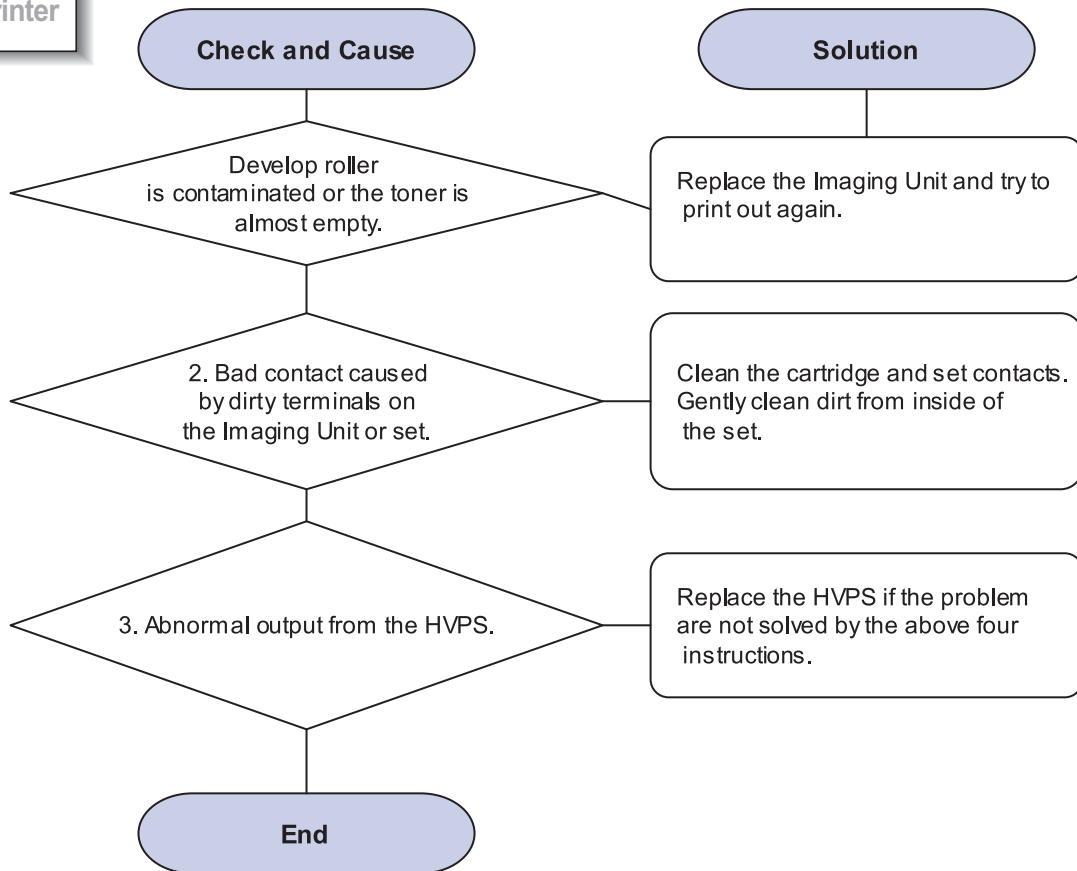 Check and Cause
Solution
Develop roller
is contaminated or the toner is
almost empty.
Replace the Imaging Unit and try to
print out again.
2. Bad contact caused
by dirty terminals on
the Imaging Unit or set.
Clean the cartridge and set contacts.
Gently clean dirt from inside of
the set.
3. Abnormal output from the HVPS.
Replace the HVPS if the problem
are not solved by the above four
instructions.
End